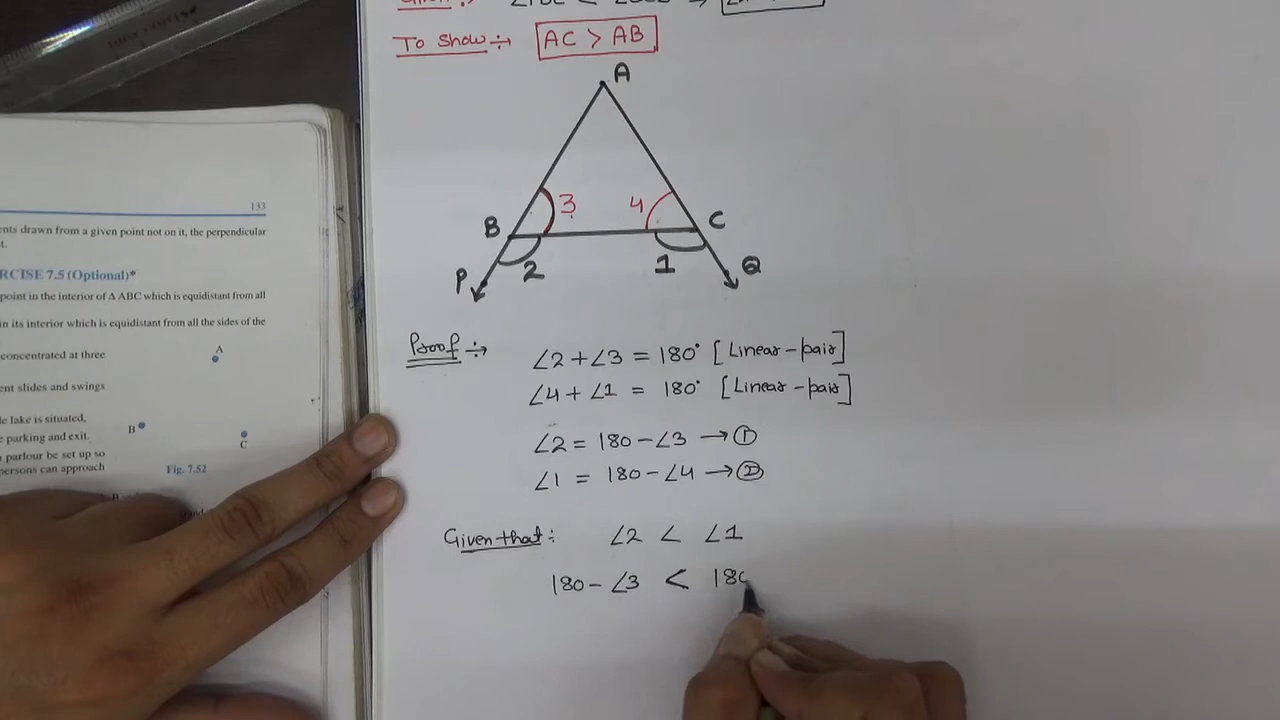 To Show:-
AC > AB
A
3
4
B
C
2
1
P
Q
Proof :-
∠2 + ∠3 = 180° [Linear-pair]
∠4 + ∠1 = 180° [Linear-pair]
∠2 = 180 - ∠3 → ①
∠1 = 180 - ∠4 → ②
Given that:
∠2 < ∠1
180 - ∠3 < 180
133
ents drawn from a given point not on it, the perpendicular
t.
RCISE 7.5 (Optional)*
point in the interior of Δ ABC which is equidistant from all
in its interior which is equidistant from all the sides of the
concentrated at three
A
ent slides and swings
e lake is situated,
e parking and exit.
B
C
parlour be set up so
persons can approach
Fig. 7.52